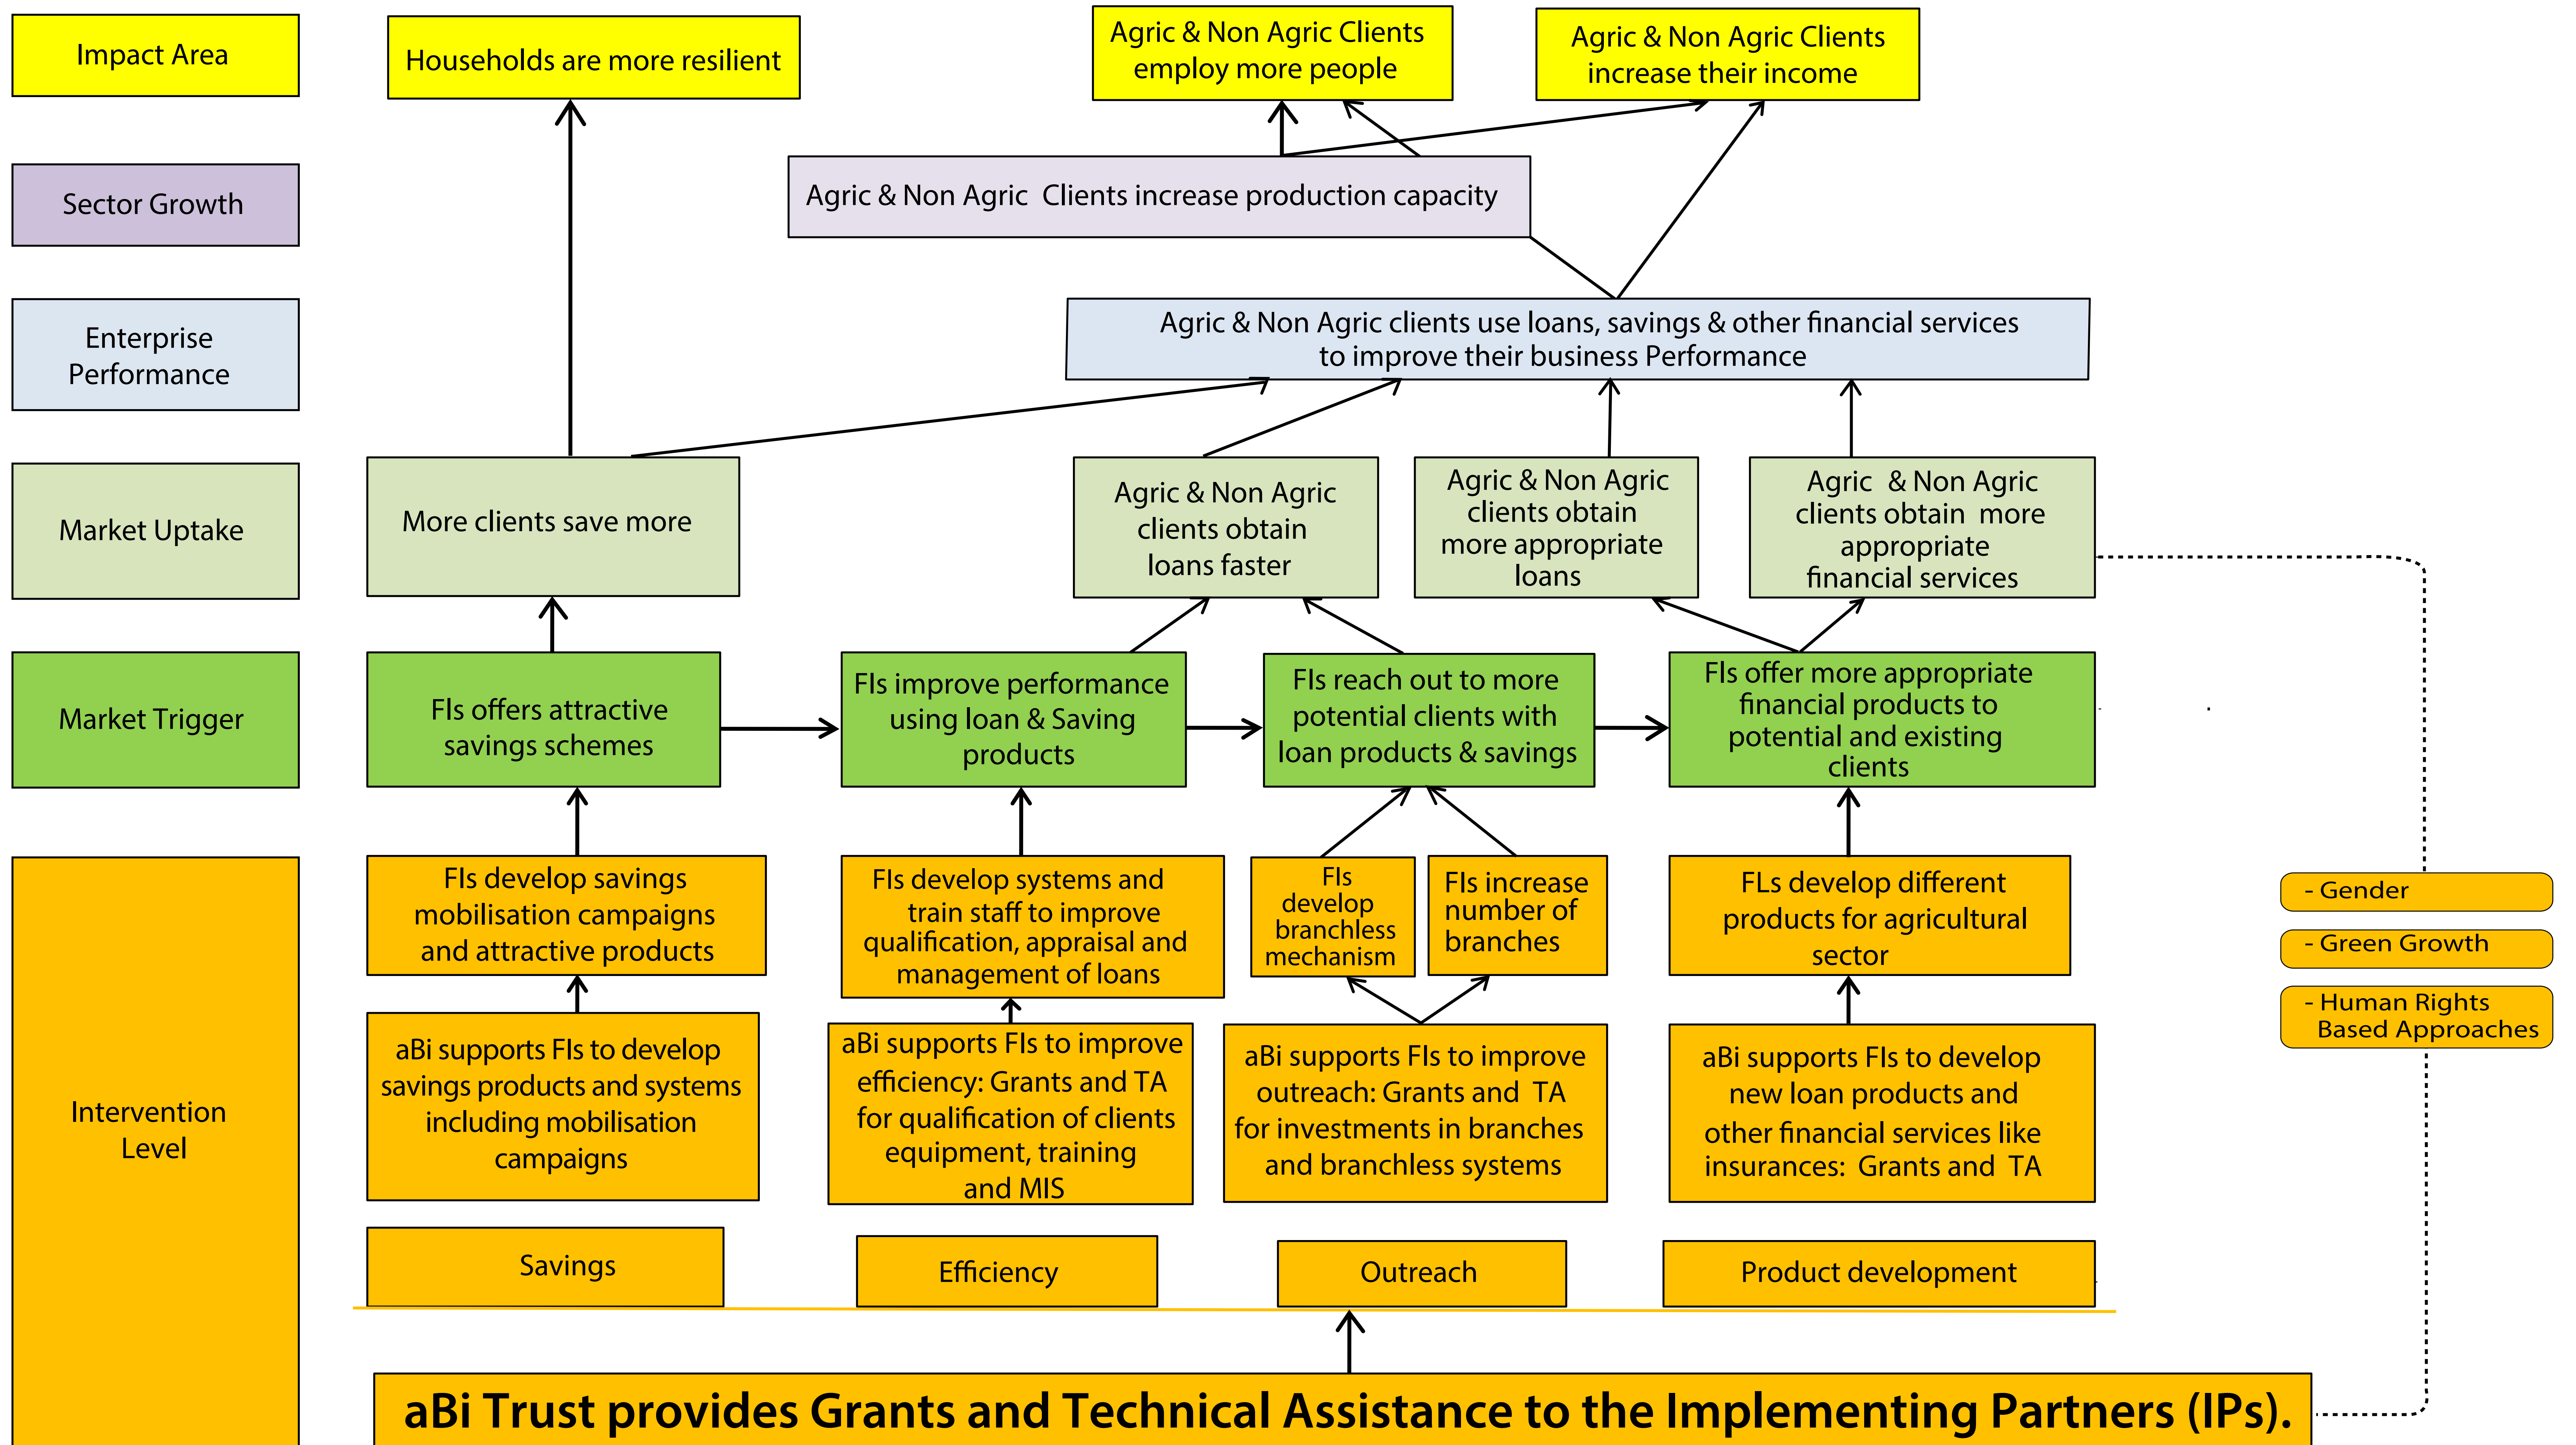 Impact Area
Households are more resilient
Agric & Non Agric Clients
employ more people
Agric & Non Agric Clients
increase their income
Sector Growth
Agric & Non Agric Clients increase production capacity
Enterprise
Performance
Agric & Non Agric clients use loans, savings & other financial services
to improve their business Performance
Market Uptake
More clients save more
Agric & Non Agric
clients obtain
loans faster
Agric & Non Agric
clients obtain
more appropriate
loans
Agric & Non Agric
clients obtain more
appropriate
financial services
Market Trigger
FIs offers attractive
savings schemes
FIs improve performance
using loan & Saving
products
FIs reach out to more
potential clients with
loan products & savings
FIs offer more appropriate
financial products to
potential and existing
clients
Intervention
Level
FIs develop savings
mobilisation campaigns
and attractive products
FIs develop systems and
train staff to improve
qualification, appraisal and
management of loans
FIs
develop
branchless
mechanism
FIs increase
number of
branches
FLs develop different
products for agricultural
sector
- Gender
- Green Growth
- Human Rights
Based Approaches
aBi supports FIs to develop
savings products and systems
including mobilisation
campaigns
aBi supports FIs to improve
efficiency: Grants and TA
for qualification of clients
equipment, training
and MIS
aBi supports FIs to improve
outreach: Grants and TA
for investments in branches
and branchless systems
aBi supports FIs to develop
new loan products and
other financial services like
insurances: Grants and TA
Savings
Efficiency
Outreach
Product development
aBi Trust provides Grants and Technical Assistance to the Implementing Partners (IPs).